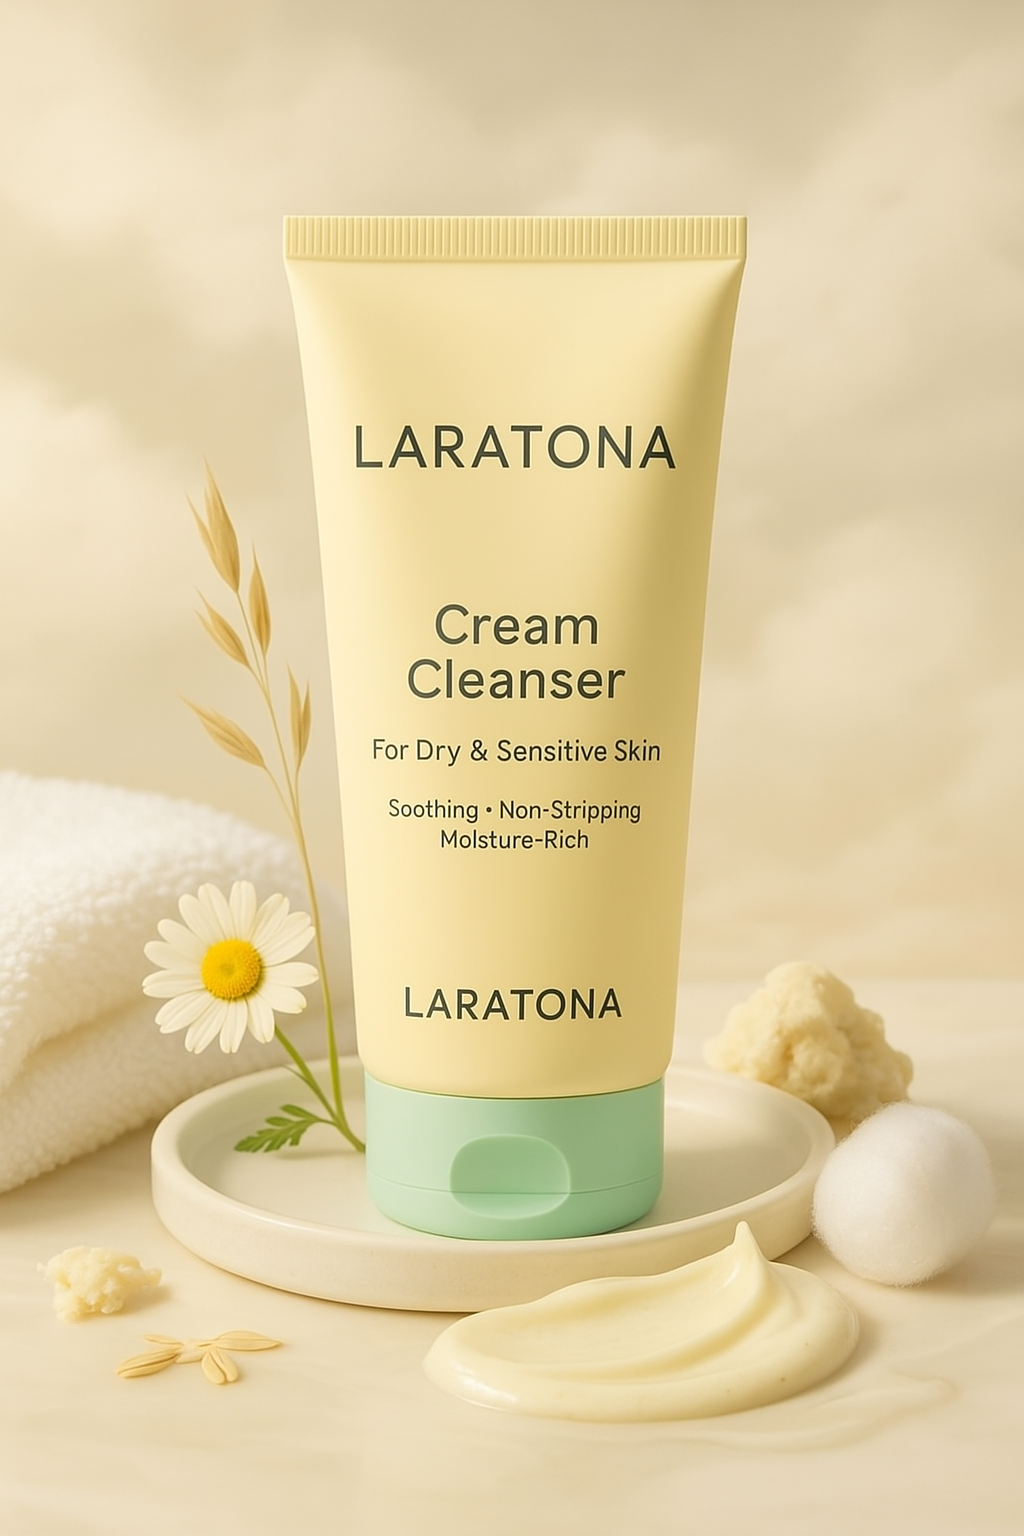 LARATONA
Cream
Cleanser
For Dry & Sensitive Skin
Soothing • Non-Stripping
Molsture-Rich
LARATONA